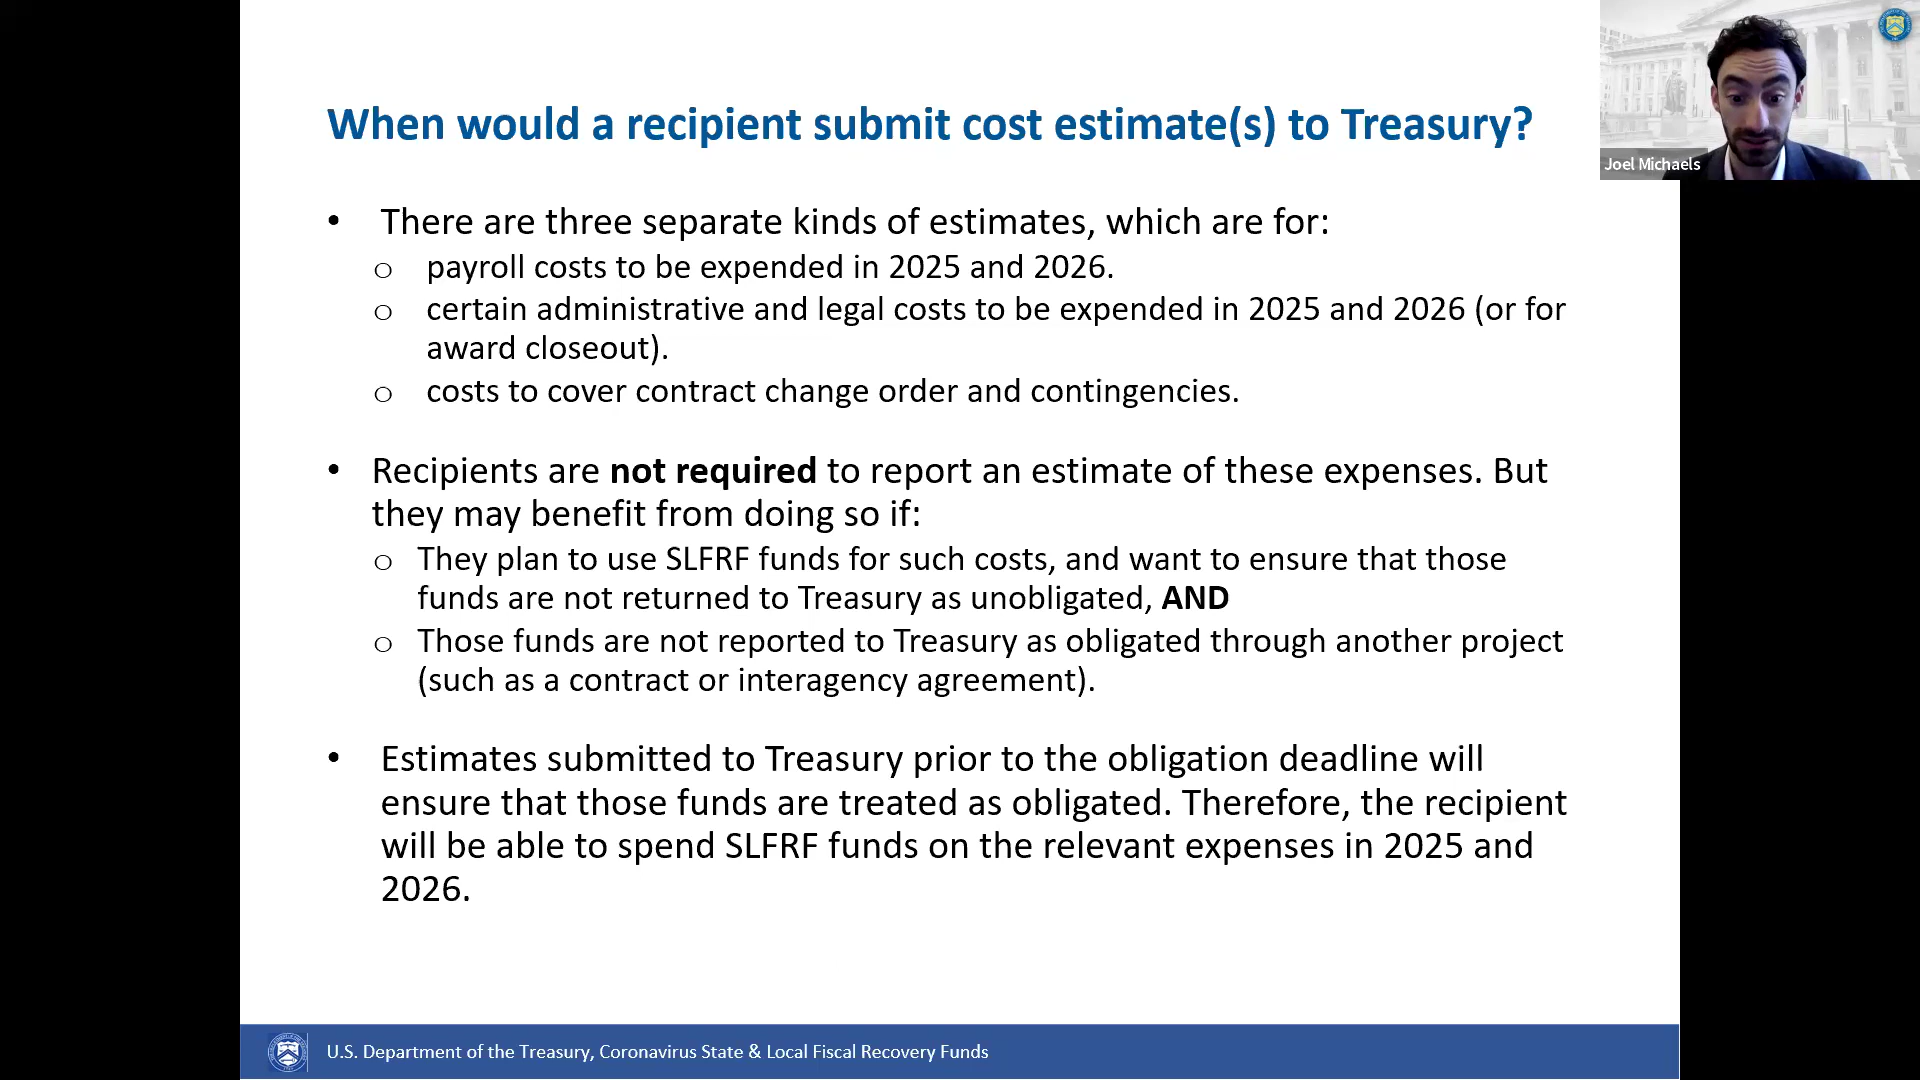 When would a recipient submit cost estimate(s) to Treasury?
Joel Michaels
• There are three separate kinds of estimates, which are for:
o payroll costs to be expended in 2025 and 2026.
o certain administrative and legal costs to be expended in 2025 and 2026 (or for
award closeout).
o costs to cover contract change order and contingencies.
• Recipients are not required to report an estimate of these expenses. But
they may benefit from doing so if:
o They plan to use SLFRF funds for such costs, and want to ensure that those
funds are not returned to Treasury as unobligated, AND
o Those funds are not reported to Treasury as obligated through another project
(such as a contract or interagency agreement).
• Estimates submitted to Treasury prior to the obligation deadline will
ensure that those funds are treated as obligated. Therefore, the recipient
will be able to spend SLFRF funds on the relevant expenses in 2025 and
2026.
U.S. Department of the Treasury, Coronavirus State & Local Fiscal Recovery Funds